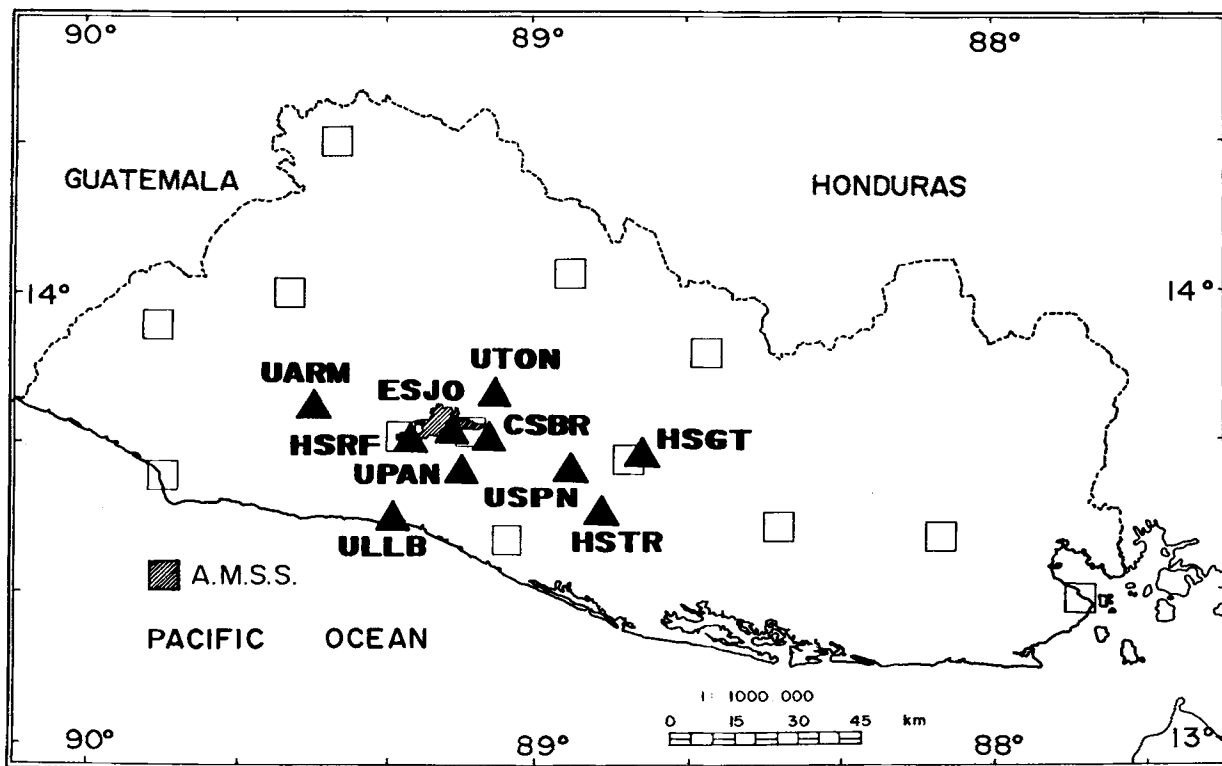 90° 89° 88°
GUATEMALA HONDURAS
14° 14°
UTON
UARM ESJO
CSBR
HSRF HSGT
UPAN
USPN
ULLB HSTR
A.M.S.S.
PACIFIC OCEAN
1: 1000 000
0 15 30 45 km
90° 89° 88° 13°